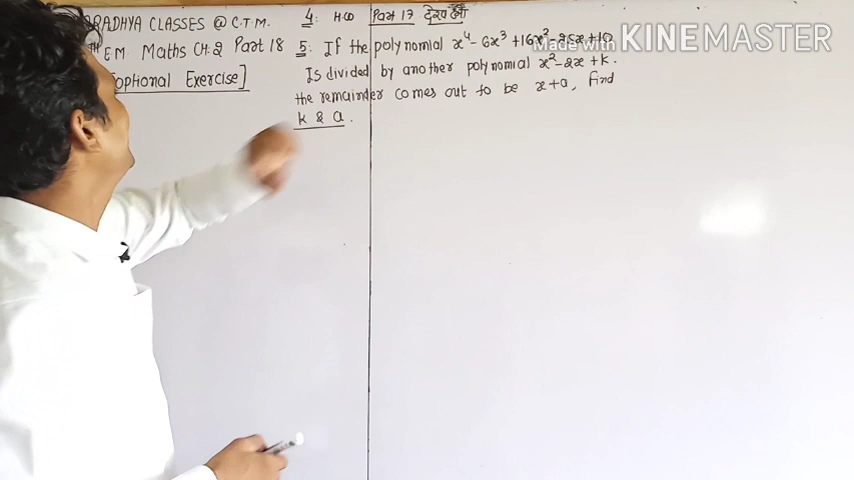 RADHYA CLASSES @ C.T.M.
TH EM Maths CH:2 Part 18
[optional Exercise]
4: H.W Part 17 देख लो
5: If the polynomial x⁴ - 6x³ + 16x² - 25x + 10
Is divided by another polynomial x² - 2x + k.
the remainder comes out to be x + a, find
k & a.
Made with KINEMASTER